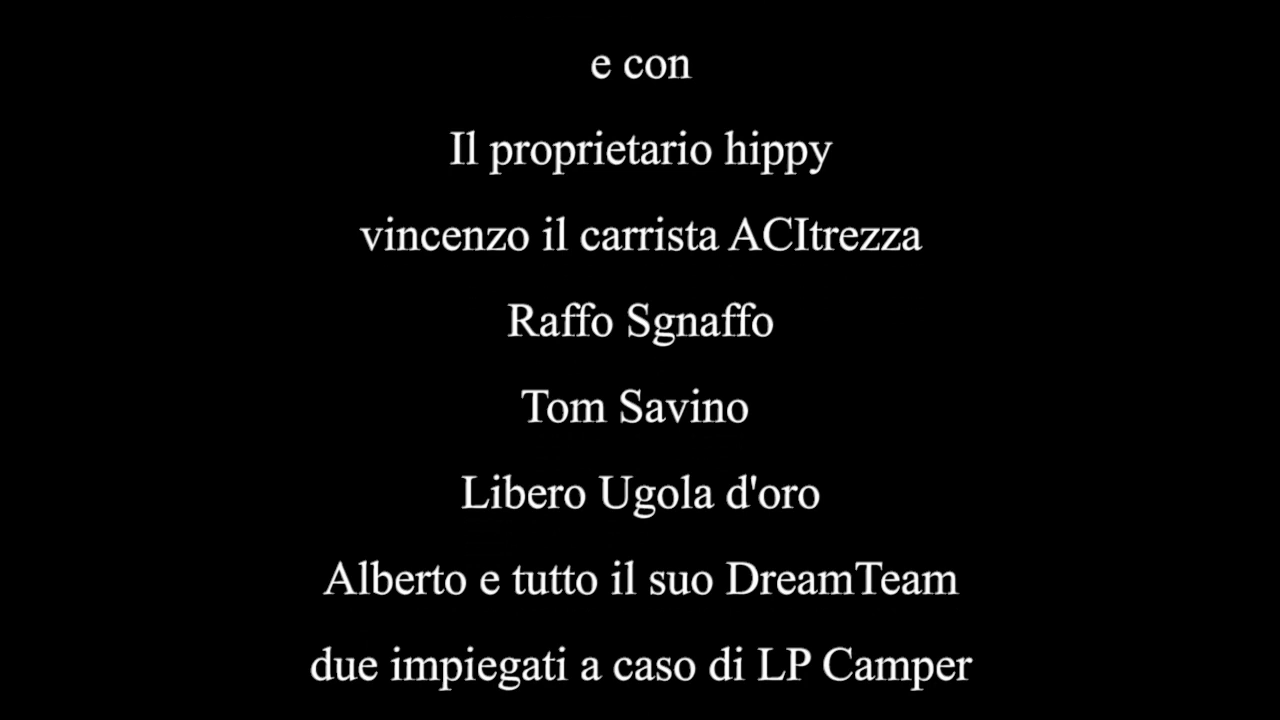 e con
Il proprietario hippy
vincenzo il carrista ACItrezza
Raffo Sgnaffo
Tom Savino
Libero Ugola d'oro
Alberto e tutto il suo DreamTeam
due impiegati a caso di LP Camper